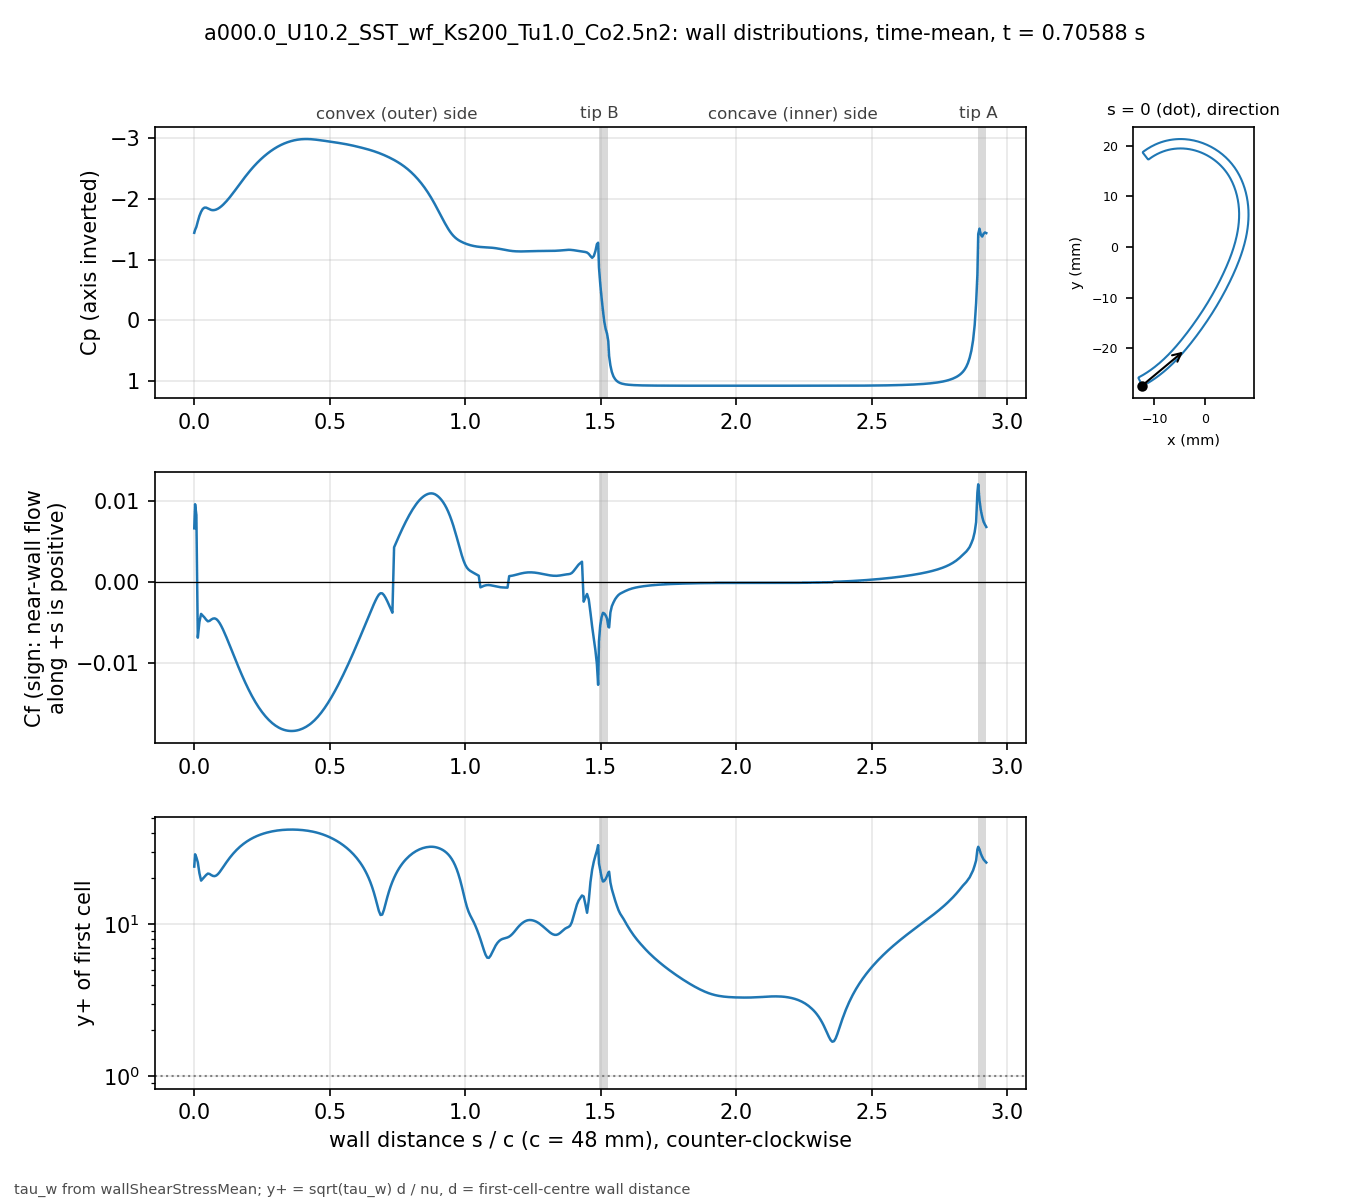 a000.0_U10.2_SST_wf_Ks200_Tu1.0_Co2.5n2: wall distributions, time-mean, t = 0.70588 s
convex (outer) side
tip B
concave (inner) side
tip A
s = 0 (dot), direction
Cp (axis inverted)
−3
−2
−1
0
1
0.0 0.5 1.0 1.5 2.0 2.5 3.0
y (mm)
20
10
0
−10
−20
−10 0
x (mm)
Cf (sign: near-wall flow
along +s is positive)
0.01
0.00
−0.01
0.0 0.5 1.0 1.5 2.0 2.5 3.0
y+ of first cell
10¹
10⁰
0.0 0.5 1.0 1.5 2.0 2.5 3.0
wall distance s / c (c = 48 mm), counter-clockwise
tau_w from wallShearStressMean; y+ = sqrt(tau_w) d / nu, d = first-cell-centre wall distance